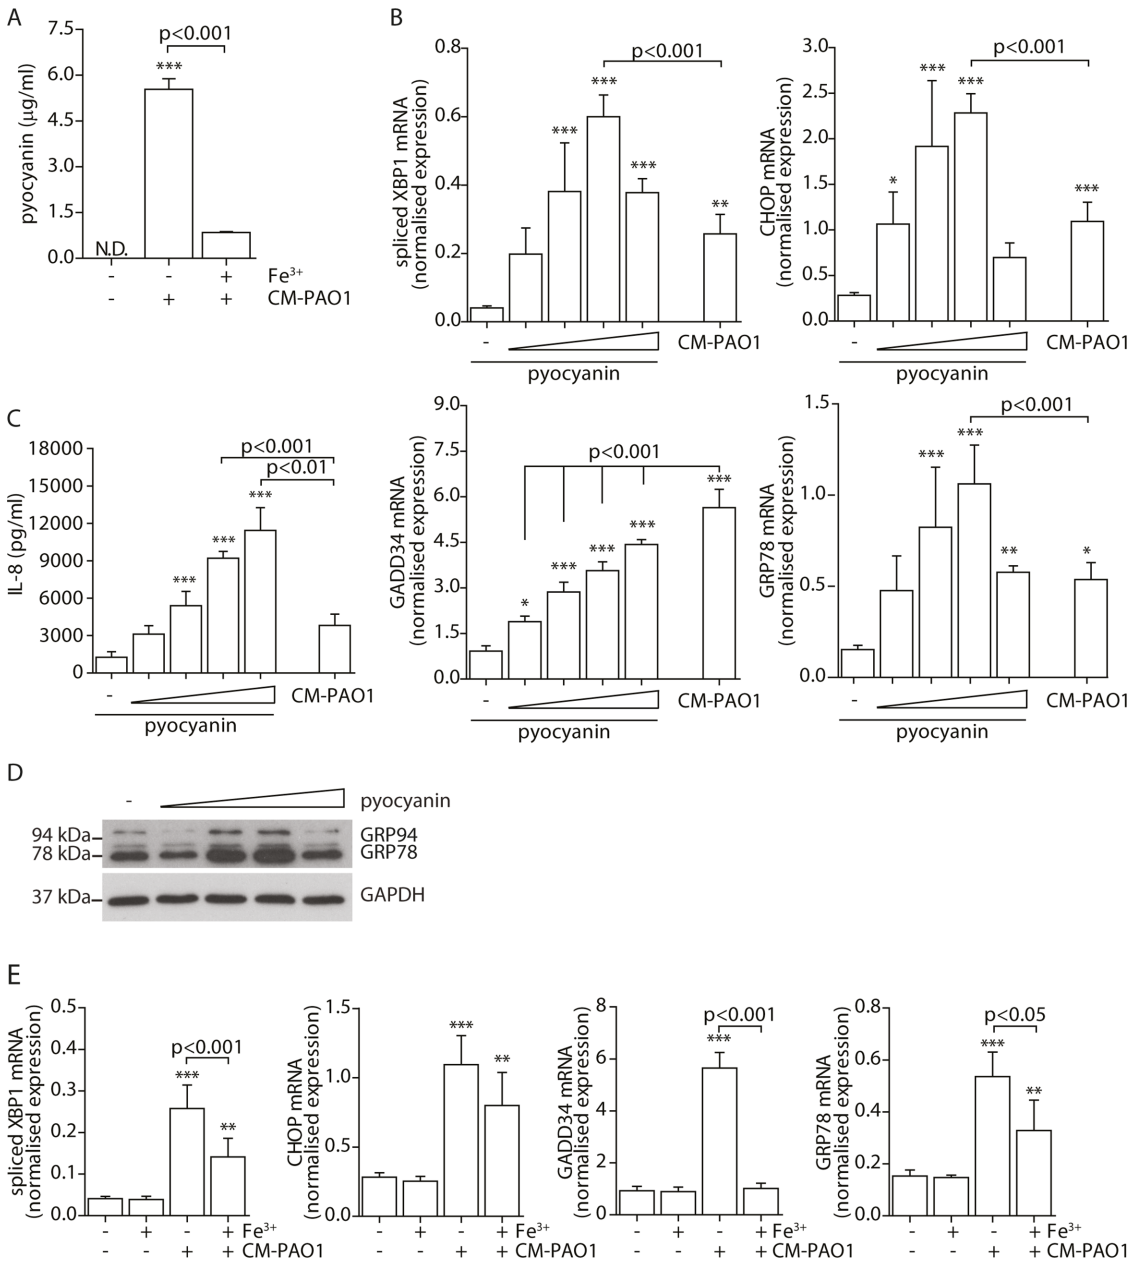 A
pyocyanin (µg/ml)
7.5
6.0
4.5
3.0
1.5
0.0
p<0.001
***
N.D.
- - + Fe³⁺
- + + CM-PAO1
B
spliced XBP1 mRNA
(normalised expression)
0.8
0.6
0.4
0.2
0.0
p<0.001
*** *** *** **
- CM-PAO1
pyocyanin
CHOP mRNA
(normalised expression)
3.0
2.5
2.0
1.5
1.0
0.5
0.0
p<0.001
* *** *** ***
- CM-PAO1
pyocyanin
C
IL-8 (pg/ml)
18000
15000
12000
9000
6000
3000
0
p<0.001
p<0.01
*** *** ***
- CM-PAO1
pyocyanin
GADD34 mRNA
(normalised expression)
9.0
7.5
6.0
4.5
3.0
1.5
0.0
p<0.001
* *** *** *** ***
- CM-PAO1
pyocyanin
GRP78 mRNA
(normalised expression)
1.5
1.0
0.5
0.0
p<0.001
*** *** ** *
- CM-PAO1
pyocyanin
D
- pyocyanin
94 kDa GRP94
78 kDa GRP78
37 kDa GAPDH
E
spliced XBP1 mRNA
(normalised expression)
0.5
0.4
0.3
0.2
0.1
0.0
p<0.001
*** **
- + - + Fe³⁺
- - + + CM-PAO1
CHOP mRNA
(normalised expression)
1.5
1.0
0.5
0.0
*** **
- + - + Fe³⁺
- - + + CM-PAO1
GADD34 mRNA
(normalised expression)
8
6
4
2
0
p<0.001
***
- + - + Fe³⁺
- - + + CM-PAO1
GRP78 mRNA
(normalised expression)
0.8
0.6
0.4
0.2
0.0
p<0.05
*** **
- + - + Fe³⁺
- - + + CM-PAO1